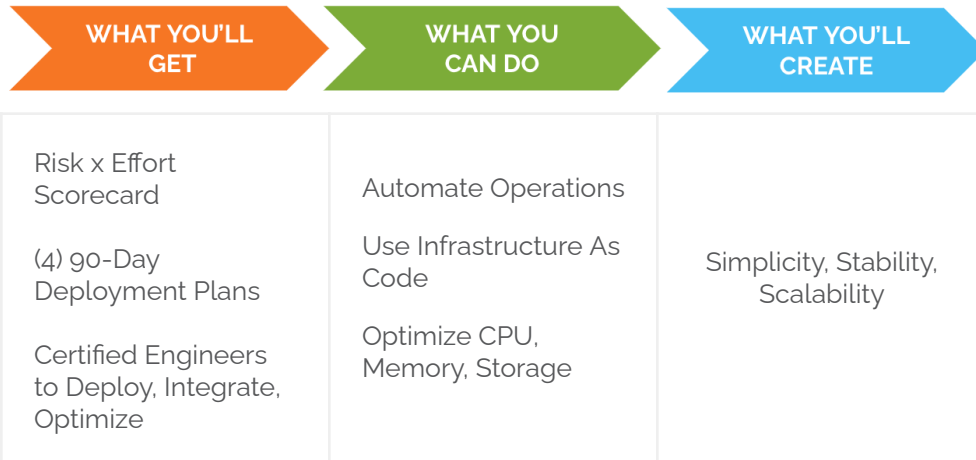 WHAT YOU'LL
GET
WHAT YOU
CAN DO
WHAT YOU'LL
CREATE
Risk x Effort
Scorecard
(4) 90-Day
Deployment Plans
Certified Engineers
to Deploy, Integrate,
Optimize
Automate Operations
Use Infrastructure As
Code
Optimize CPU,
Memory, Storage
Simplicity, Stability,
Scalability